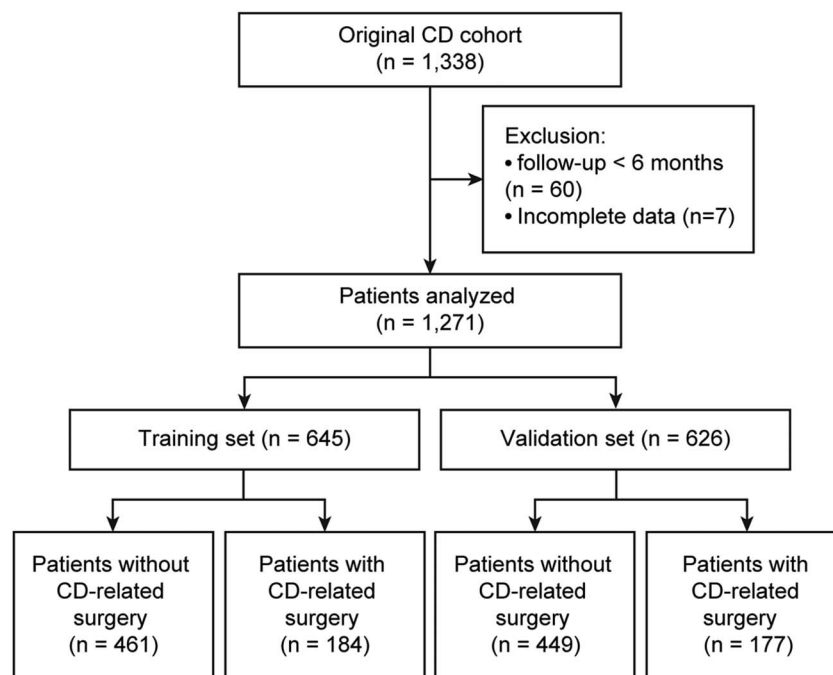 Original CD cohort
(n = 1,338)
Exclusion:
• follow-up < 6 months
(n = 60)
• Incomplete data (n=7)
Patients analyzed
(n = 1,271)
Training set (n = 645)
Validation set (n = 626)
Patients without
CD-related
surgery
(n = 461)
Patients with
CD-related
surgery
(n = 184)
Patients without
CD-related
surgery
(n = 449)
Patients with
CD-related
surgery
(n = 177)